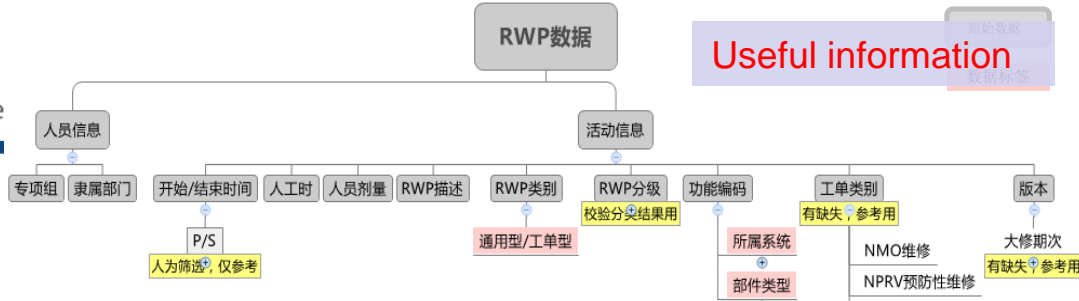 RWP数据
原始数据
Useful information
数据标签
e
人员信息
活动信息
专项组
隶属部门
开始/结束时间
人工时
人员剂量
RWP描述
RWP类别
RWP分级
功能编码
工单类别
版本
校验分类结果用
有缺失，参考用
P/S
通用型/工单型
所属系统
NMO维修
大修期次
人为筛选，仅参考
有缺失，参考用
部件类型
NPRV预防性维修